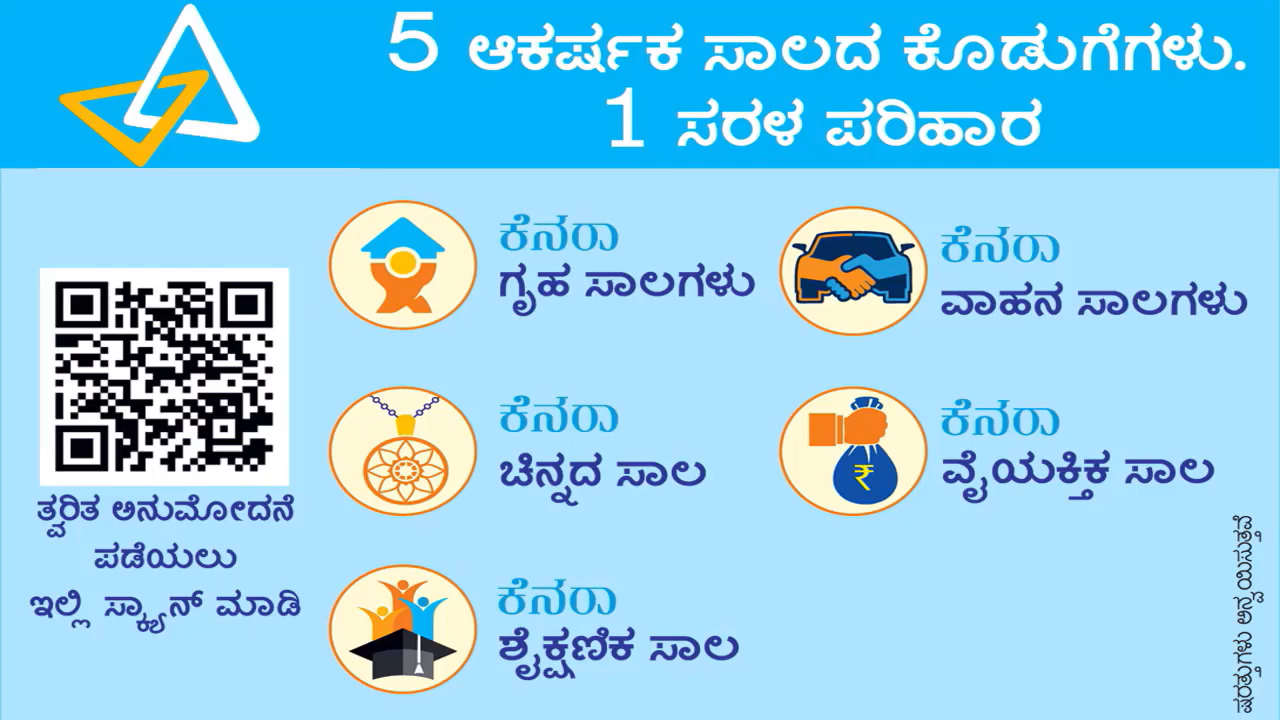 5 ಆಕರ್ಷಕ ಸಾಲದ ಕೊಡುಗೆಗಳು.
1 ಸರಳ ಪರಿಹಾರ
ಕೆನರಾ
ಗೃಹ ಸಾಲಗಳು
ಕೆನರಾ
ವಾಹನ ಸಾಲಗಳು
ಕೆನರಾ
ಚಿನ್ನದ ಸಾಲ
ಕೆನರಾ
ವೈಯಕ್ತಿಕ ಸಾಲ
ಕೆನರಾ
ಶೈಕ್ಷಣಿಕ ಸಾಲ
₹
ತ್ವರಿತ ಅನುಮೋದನೆ
ಪಡೆಯಲು
ಇಲ್ಲಿ ಸ್ಕ್ಯಾನ್ ಮಾಡಿ
ಷರತ್ತುಗಳು ಅನ್ವಯಿಸುತ್ತವೆ